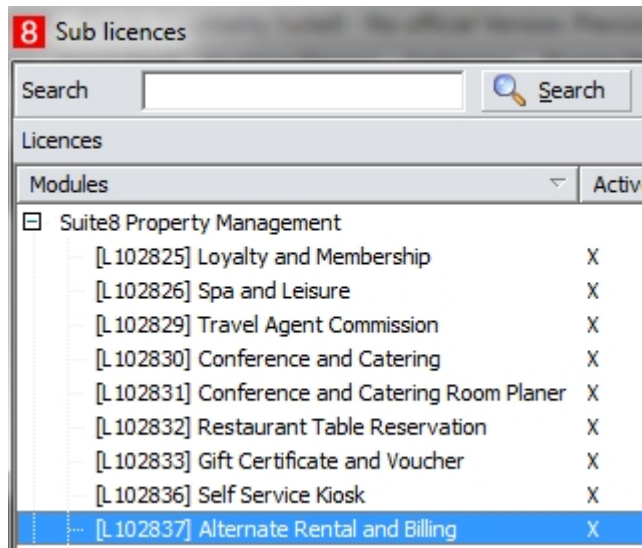 8 Sub licences
Search Search
Licences
Modules Activ
Suite8 Property Management
[L102825] Loyalty and Membership X
[L102826] Spa and Leisure X
[L102829] Travel Agent Commission X
[L102830] Conference and Catering X
[L102831] Conference and Catering Room Planer X
[L102832] Restaurant Table Reservation X
[L102833] Gift Certificate and Voucher X
[L102836] Self Service Kiosk X
[L102837] Alternate Rental and Billing X